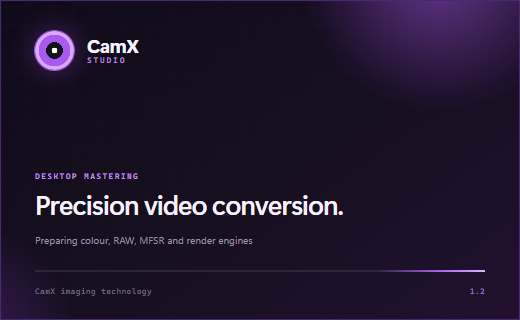 CamX
STUDIO
DESKTOP MASTERING
Precision video conversion.
Preparing colour, RAW, MFSR and render engines
CamX imaging technology
1.2